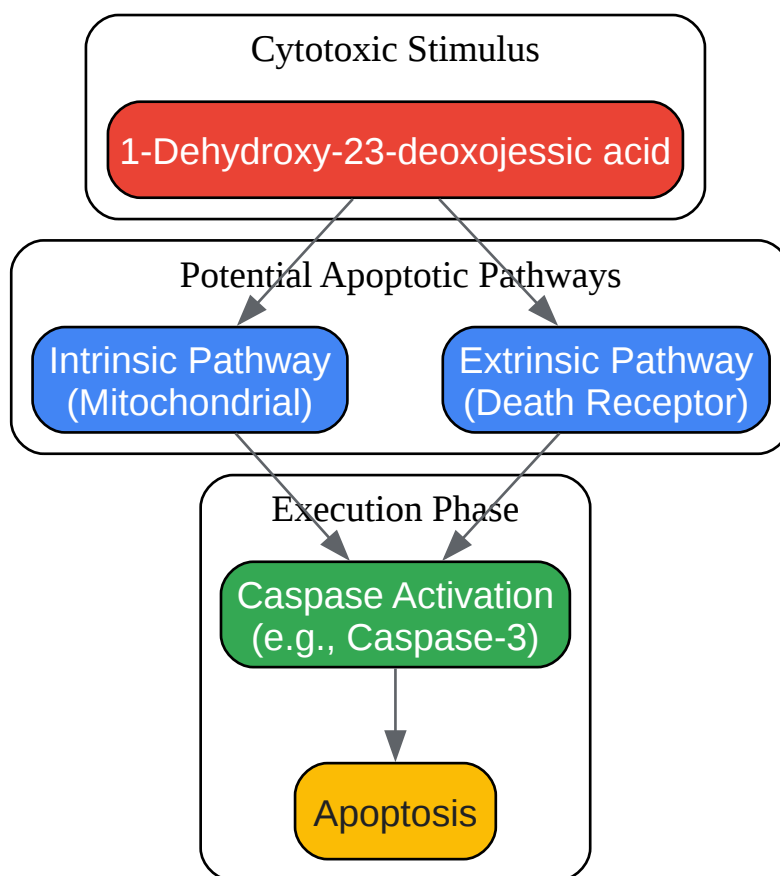 Cytotoxic Stimulus
1-Dehydroxy-23-deoxojessic acid
Potential Apoptotic Pathways
Intrinsic Pathway
(Mitochondrial)
Extrinsic Pathway
(Death Receptor)
Execution Phase
Caspase Activation
(e.g., Caspase-3)
Apoptosis